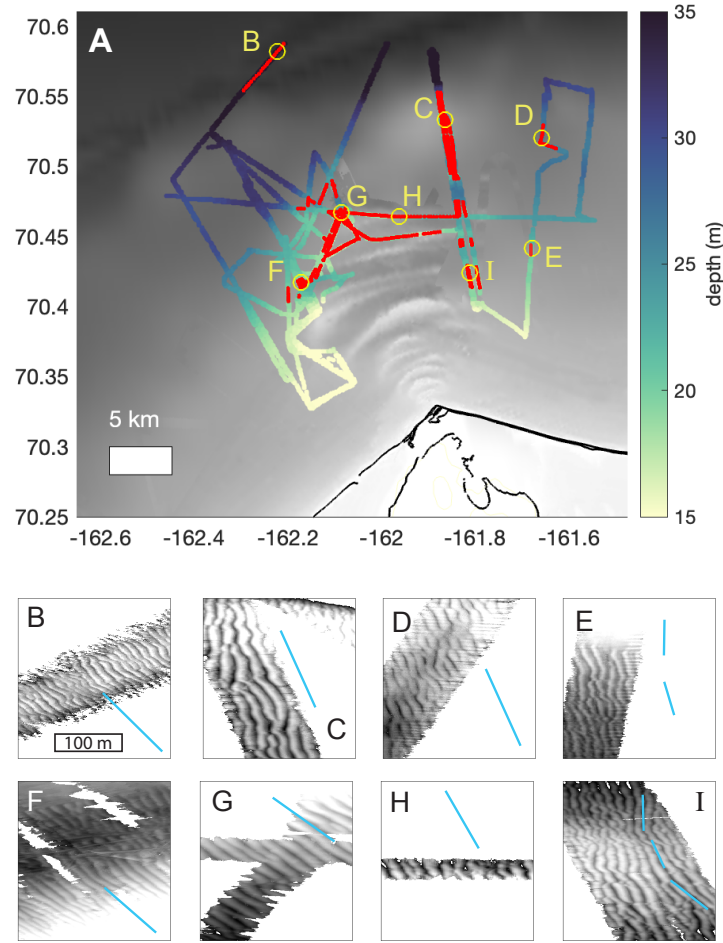 70.6
70.55
70.5
70.45
70.4
70.35
70.3
70.25
A
B
C
D
G
H
E
F
I
5 km
-162.6
-162.4
-162.2
-162
-161.8
-161.6
35
30
25
20
15
depth (m)
B
100 m
C
D
E
F
G
H
I